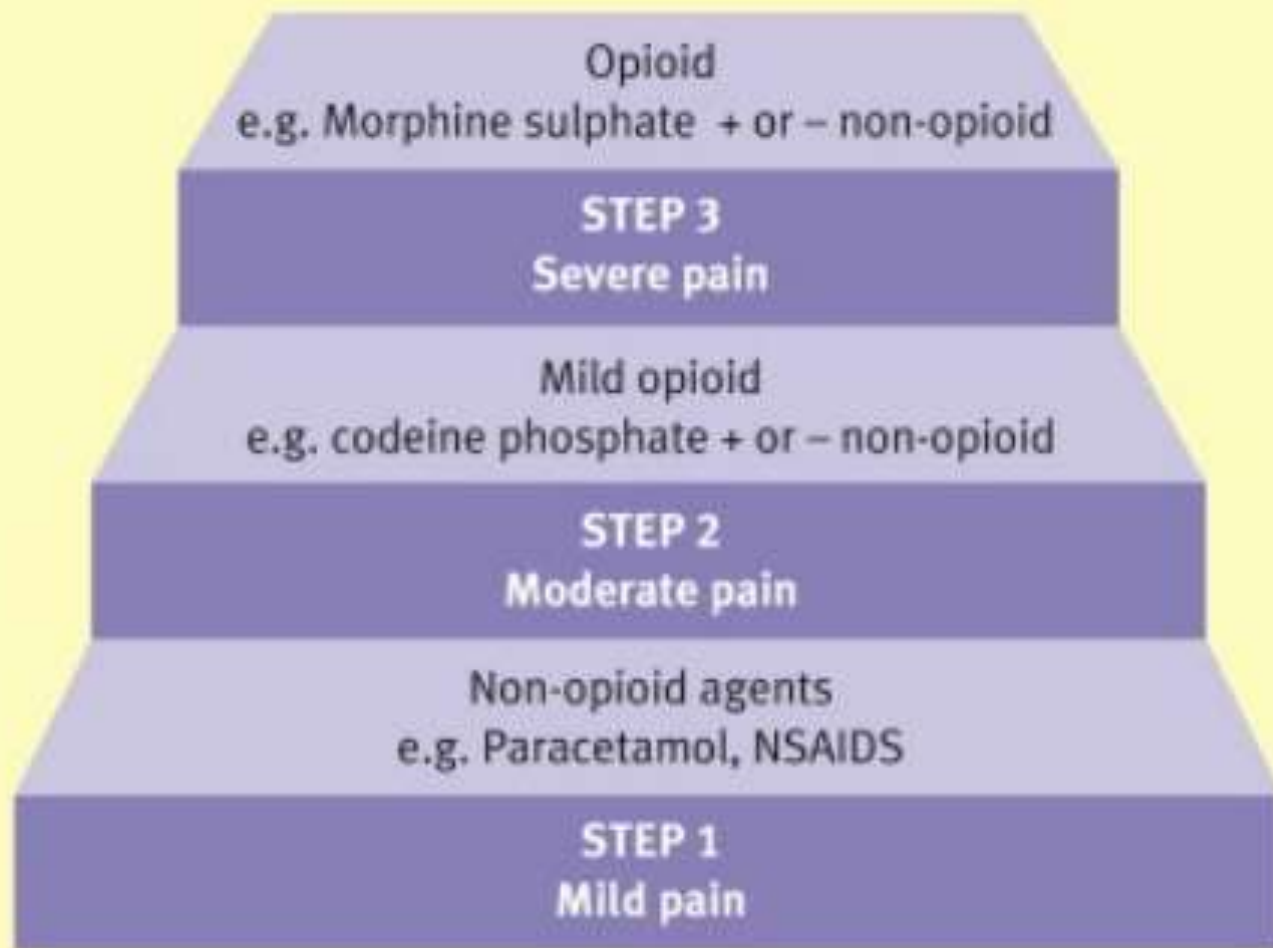 Opioid
e.g. Morphine sulphate + or – non-opioid
STEP 3
Severe pain
Mild opioid
e.g. codeine phosphate + or – non-opioid
STEP 2
Moderate pain
Non-opioid agents
e.g. Paracetamol, NSAIDS
STEP 1
Mild pain